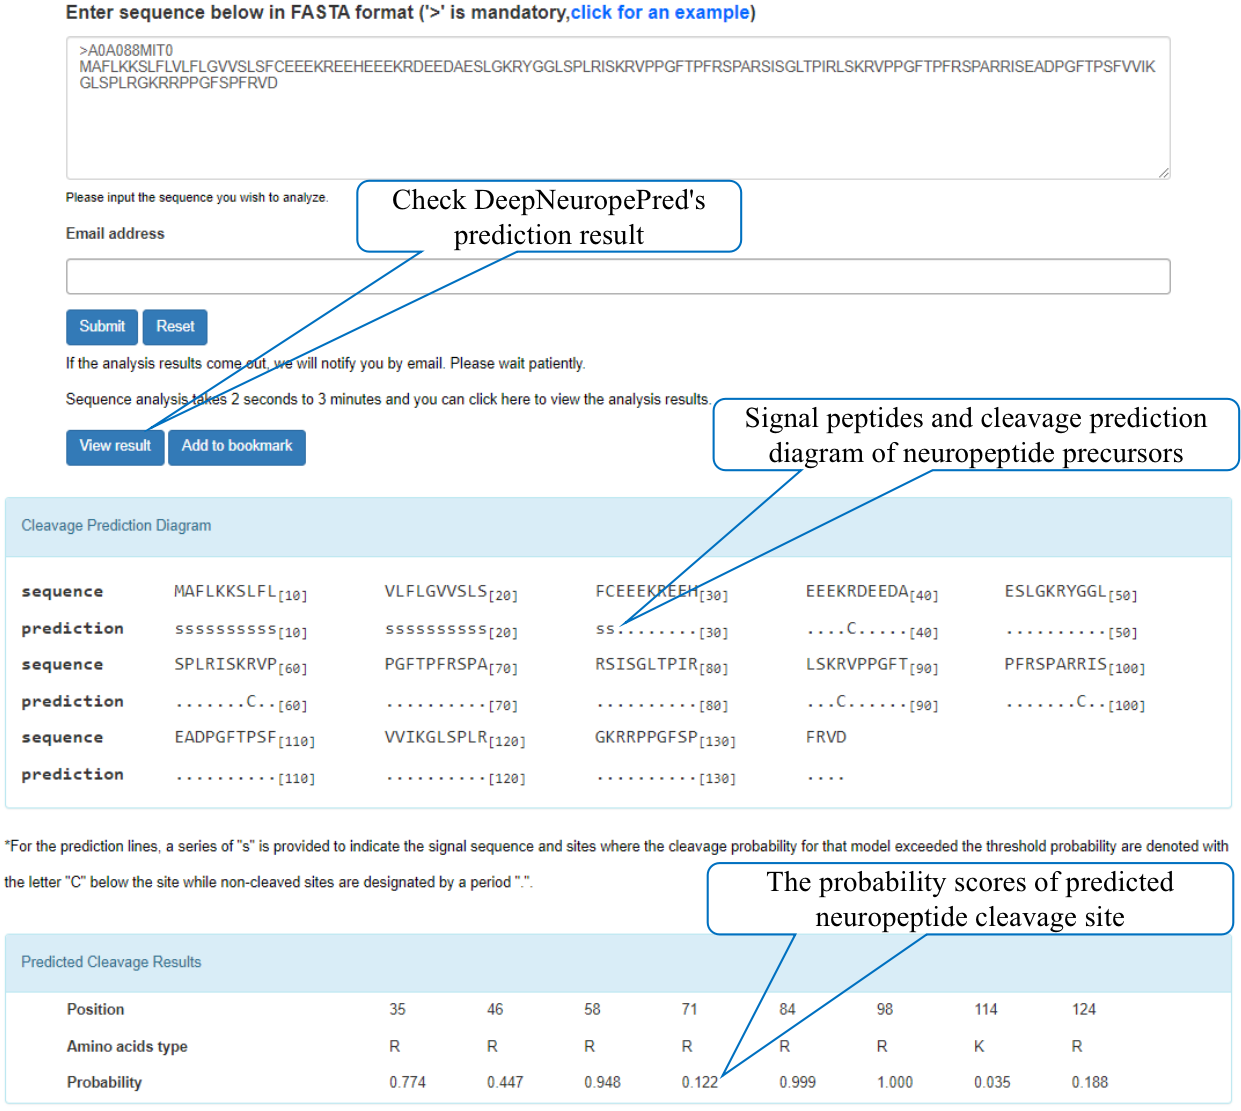 Enter sequence below in FASTA format ('>' is mandatory,click for an example)
>A0A088MIT0
MAFLKKSLFLVLFLGVVSLSFCEEEKREEHEEEKRDEEDAESLGKRYGGLSPLRISKRVPPGFTPFRSPARSISGLTPIRLSKRVPPGFTPFRSPARRISEADPGFTPSFVVIK
GLSPLRGKRRPPGFSPFRVD
Please input the sequence you wish to analyze.
Check DeepNeuropePred's
prediction result
Email address
Submit Reset
If the analysis results come out, we will notify you by email. Please wait patiently.
Sequence analysis takes 2 seconds to 3 minutes and you can click here to view the analysis results.
Signal peptides and cleavage prediction
diagram of neuropeptide precursors
View result Add to bookmark
Cleavage Prediction Diagram
sequence MAFLKKSLFL[10] VLFLGVVSLS[20] FCEEEKREEH[30] EEEKRDEEDA[40] ESLGKRYGGL[50]
prediction ssssssssss[10] ssssssssss[20] ss........[30] ....C.....[40] ..........[50]
sequence SPLRISKRVP[60] PGFTPFRSPA[70] RSISGLTPIR[80] LSKRVPPGFT[90] PFRSPARRIS[100]
prediction .......C..[60] ..........[70] ..........[80] ...C......[90] .......C..[100]
sequence EADPGFTPSF[110] VVIKGLSPLR[120] GKRRPPGFSP[130] FRVD
prediction ..........[110] ..........[120] ..........[130] ....
*For the prediction lines, a series of "s" is provided to indicate the signal sequence and sites where the cleavage probability for that model exceeded the threshold probability are denoted with
the letter "C" below the site while non-cleaved sites are designated by a period ".".
The probability scores of predicted
neuropeptide cleavage site
Predicted Cleavage Results
Position 35 46 58 71 84 98 114 124
Amino acids type R R R R R R K R
Probability 0.774 0.447 0.948 0.122 0.999 1.000 0.035 0.188